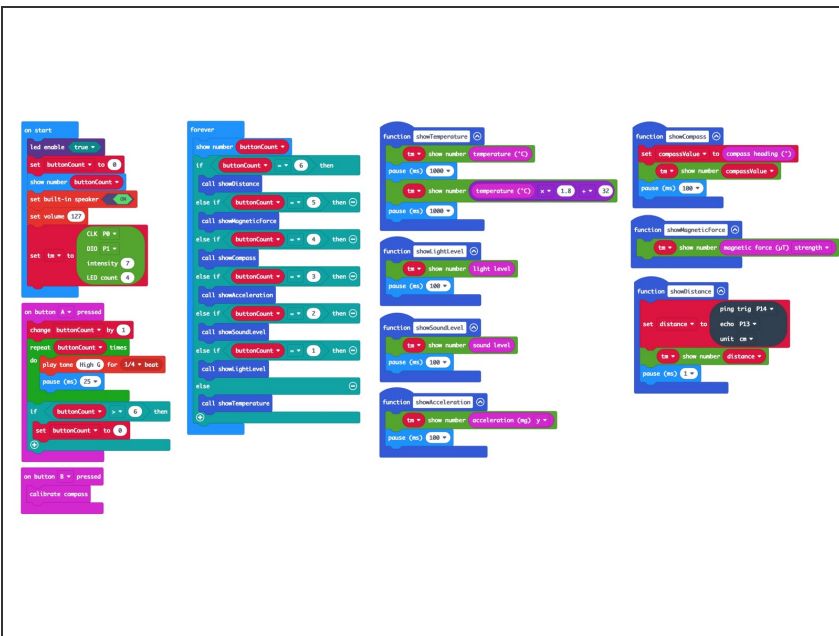 on start
led enable true
set buttonCount to 0
show number buttonCount
set built-in speaker ON
set volume 127
set tm to
CLK P0
DIO P1
intensity 7
LED count 4
on button A pressed
change buttonCount by 1
repeat buttonCount times
do
play tone High G for 1/4 beat
pause (ms) 25
if buttonCount > 6 then
set buttonCount to 0
on button B pressed
calibrate compass
forever
show number buttonCount
if buttonCount = 6 then
call showDistance
else if buttonCount = 5 then
call showMagneticForce
else if buttonCount = 4 then
call showCompass
else if buttonCount = 3 then
call showAcceleration
else if buttonCount = 2 then
call showSoundLevel
else if buttonCount = 1 then
call showLightLevel
else
call showTemperature
function showTemperature
tm show number temperature (°C)
pause (ms) 1000
tm show number temperature (°C) × 1.8 + 32
pause (ms) 1000
function showLightLevel
tm show number light level
pause (ms) 100
function showSoundLevel
tm show number sound level
pause (ms) 100
function showAcceleration
tm show number acceleration (mg) y
pause (ms) 100
function showCompass
set compassValue to compass heading (°)
tm show number compassValue
pause (ms) 100
function showMagneticForce
tm show number magnetic force (µT) strength
function showDistance
set distance to
ping trig P14
echo P13
unit cm
tm show number distance
pause (ms) 1